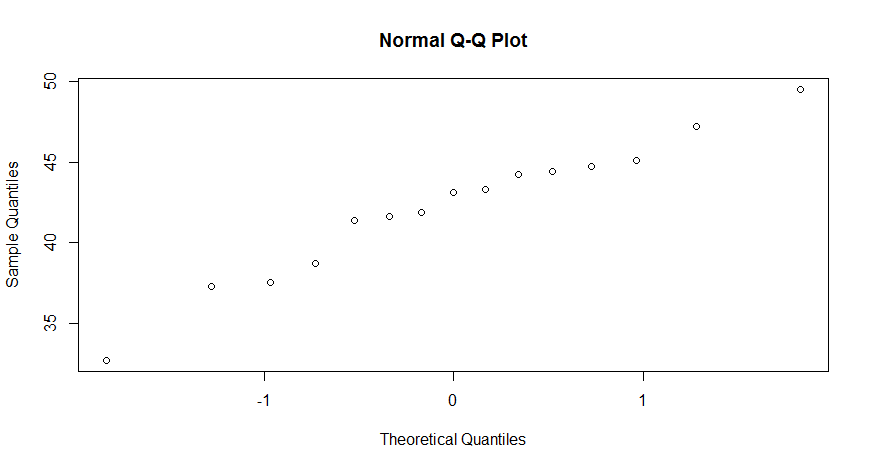 Normal Q-Q Plot
50
45
40
35
Sample Quantiles
-1 0 1
Theoretical Quantiles